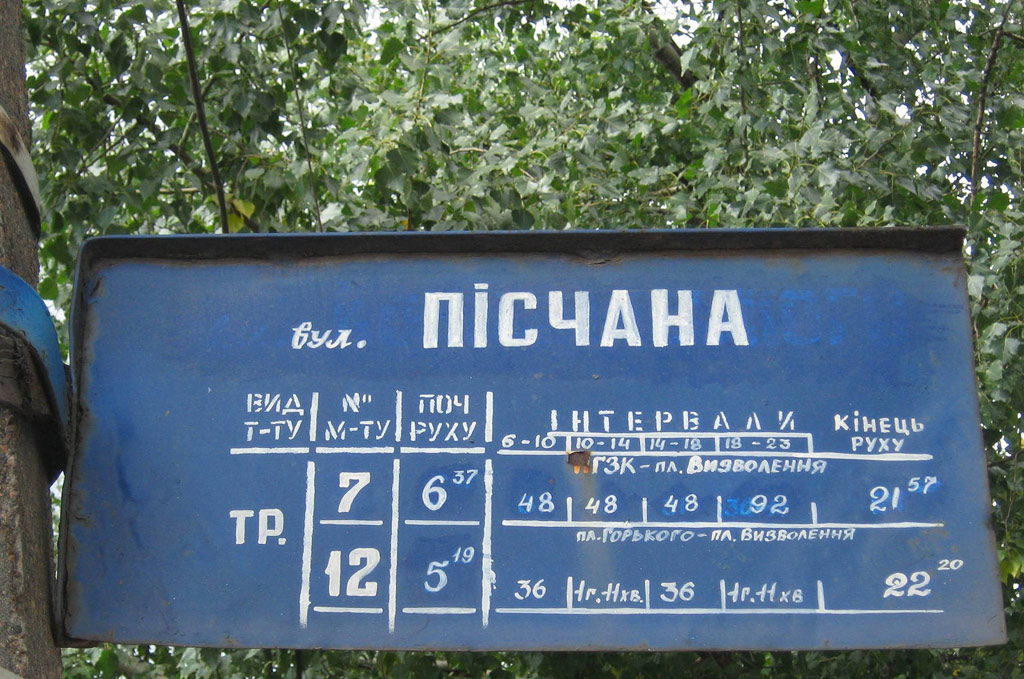 вул. ПІСЧАНА
ВИД Т-ТУ № М-ТУ ПОЧ РУХУ ІНТЕРВАЛИ КІНЕЦЬ РУХУ
6-10 10-14 14-18 18-23
ГЗК-пл. Визволення
ТР. 7 6 37 48 48 48 92 21 57
пл. Горького-пл. Визволення
12 5 19 36 1г.11хв. 36 1г.11хв 22 20